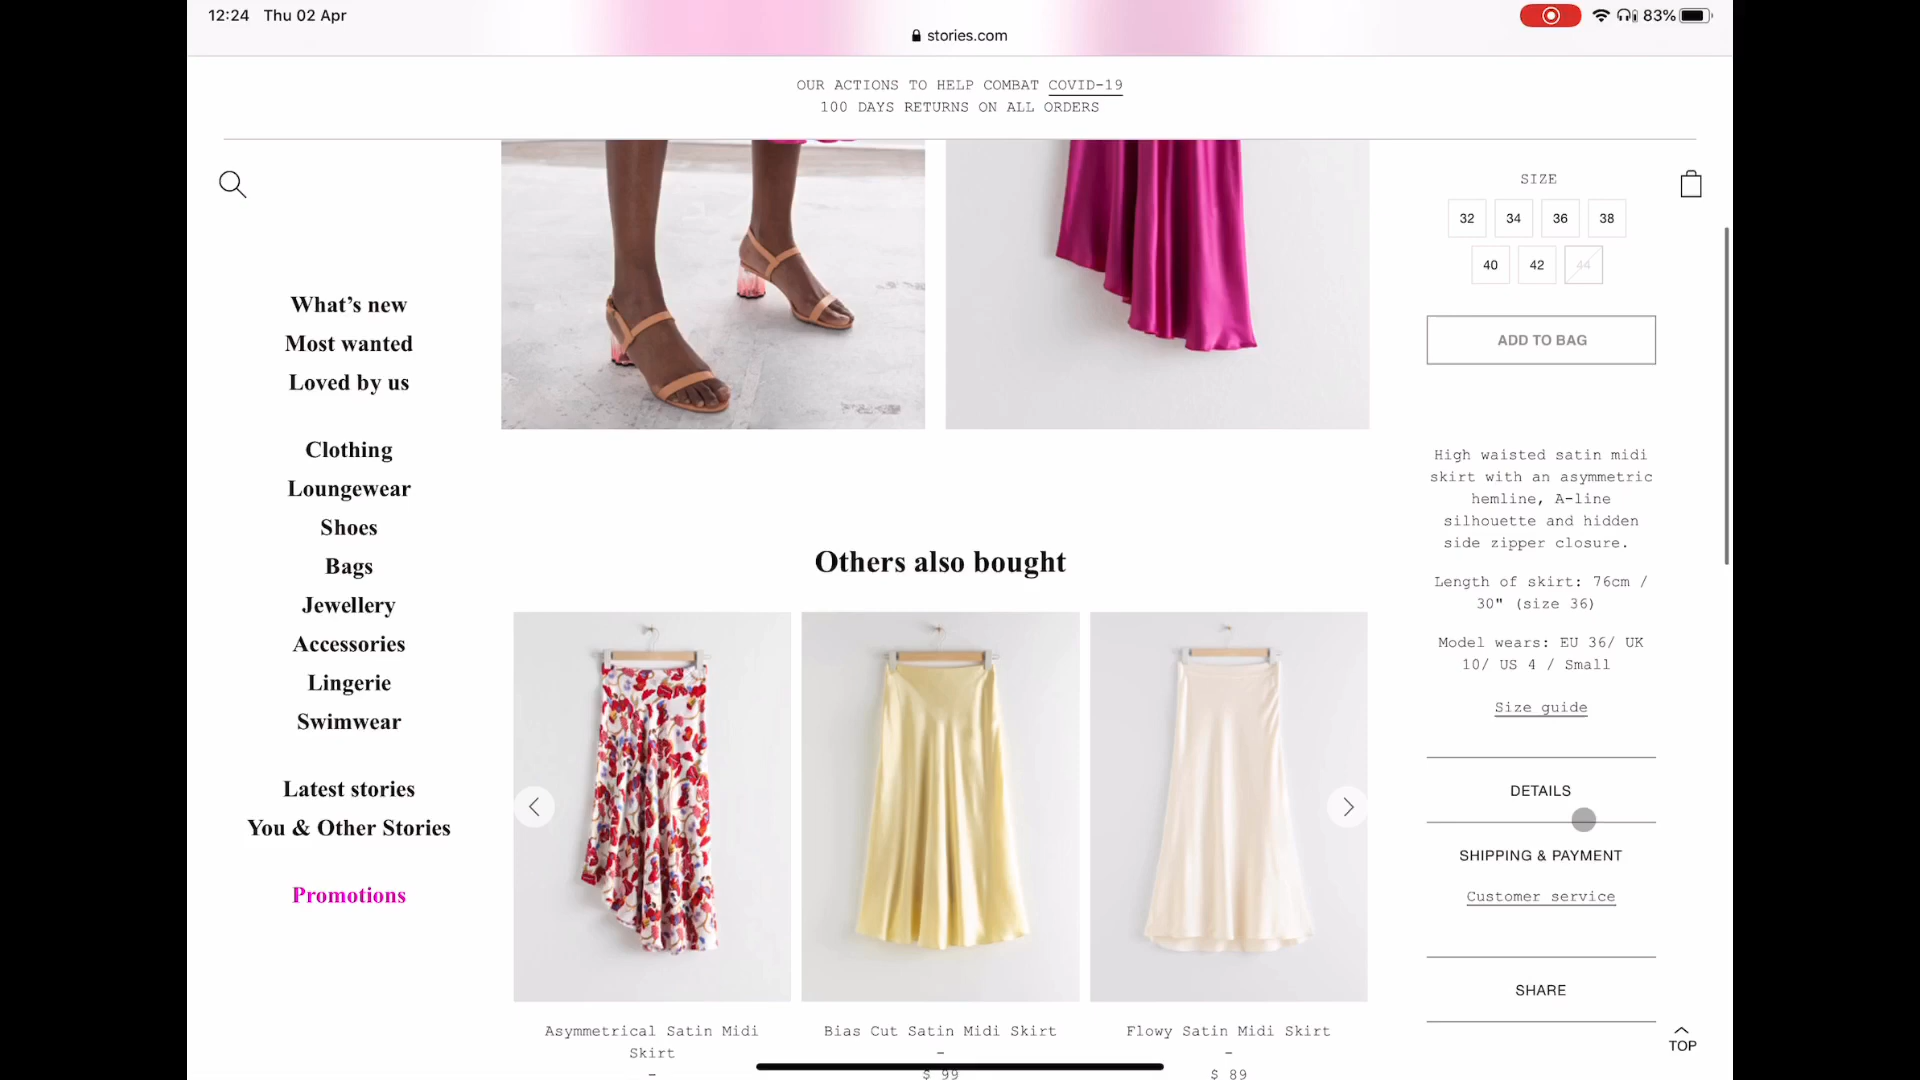 12:24 Thu 02 Apr
83%
stories.com
OUR ACTIONS TO HELP COMBAT COVID-19
100 DAYS RETURNS ON ALL ORDERS
What's new
Most wanted
Loved by us
Clothing
Loungewear
Shoes
Bags
Jewellery
Accessories
Lingerie
Swimwear
Latest stories
You & Other Stories
Promotions
Others also bought
Asymmetrical Satin Midi
Skirt
-
Bias Cut Satin Midi Skirt
-
$ 99
Flowy Satin Midi Skirt
-
$ 89
SIZE
32 34 36 38
40 42 44
ADD TO BAG
High waisted satin midi
skirt with an asymmetric
hemline, A-line
silhouette and hidden
side zipper closure.
Length of skirt: 76cm /
30" (size 36)
Model wears: EU 36/ UK
10/ US 4 / Small
Size guide
DETAILS
SHIPPING & PAYMENT
Customer service
SHARE
TOP